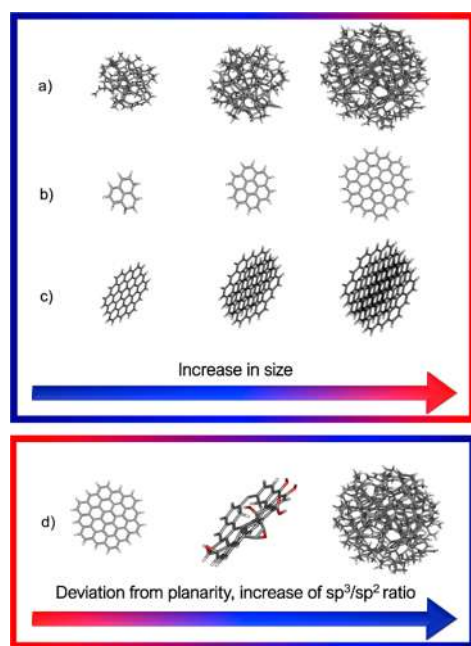 a)
b)
c)
Increase in size
d)
Deviation from planarity, increase of sp³/sp² ratio